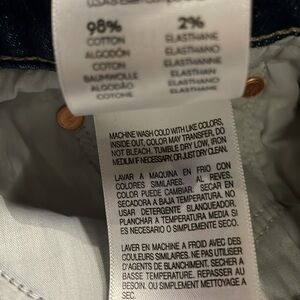 98% 2%
COTTON ELASTHANE
ALGODÓN ELASTANO
COTON ELASTHANNE
BAUMWOLLE ELASTHAN
ALGODÃO ELASTANO
COTONE
MACHINE WASH COLD WITH LIKE COLORS,
INSIDE OUT, COLOR MAY TRANSFER, DO
NOT BLEACH. TUMBLE DRY LOW, IRON
MEDIUM IF NECESSARY, OR JUST DRY CLEAN.
LAVAR A MAQUINA EN FRIO CON
COLORES SIMILARES. AL REVES.
COLOR PUEDE CAMBIAR. SECAR EN
SECADORA A BAJA TEMPERATURA. NO
USAR DETERGENTE BLANQUEADOR.
PLANCHAR A TEMPERATURA MEDIA SI
ES NECESARIO O SIMPLEMENTE SECO.
LAVER EN MACHINE A FROID AVEC DES
COULEURS SIMILAIRES. NE PAS UTILISER
D'AGENTS DE BLANCHIMENT. SECHER A
BASSE TEMPERATURE. REPASSER AU
BESOIN. OU SIMPLEMENT NETTOYAGE A
SEC.